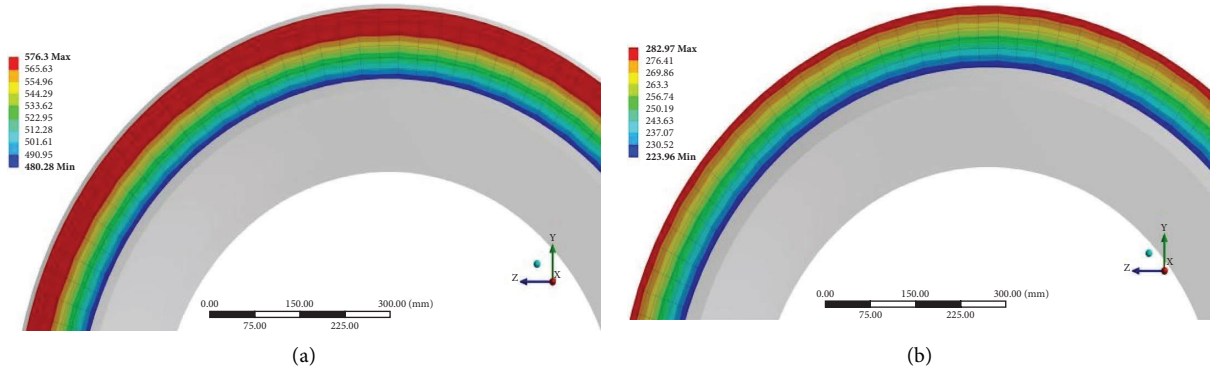 576.3 Max
565.63
554.96
544.29
533.62
522.95
512.28
501.61
490.95
480.28 Min
Y
Z
X
0.00 150.00 300.00 (mm)
75.00 225.00
(a)
282.97 Max
276.41
269.86
263.3
256.74
250.19
243.63
237.07
230.52
223.96 Min
Y
Z
X
0.00 150.00 300.00 (mm)
75.00 225.00
(b)